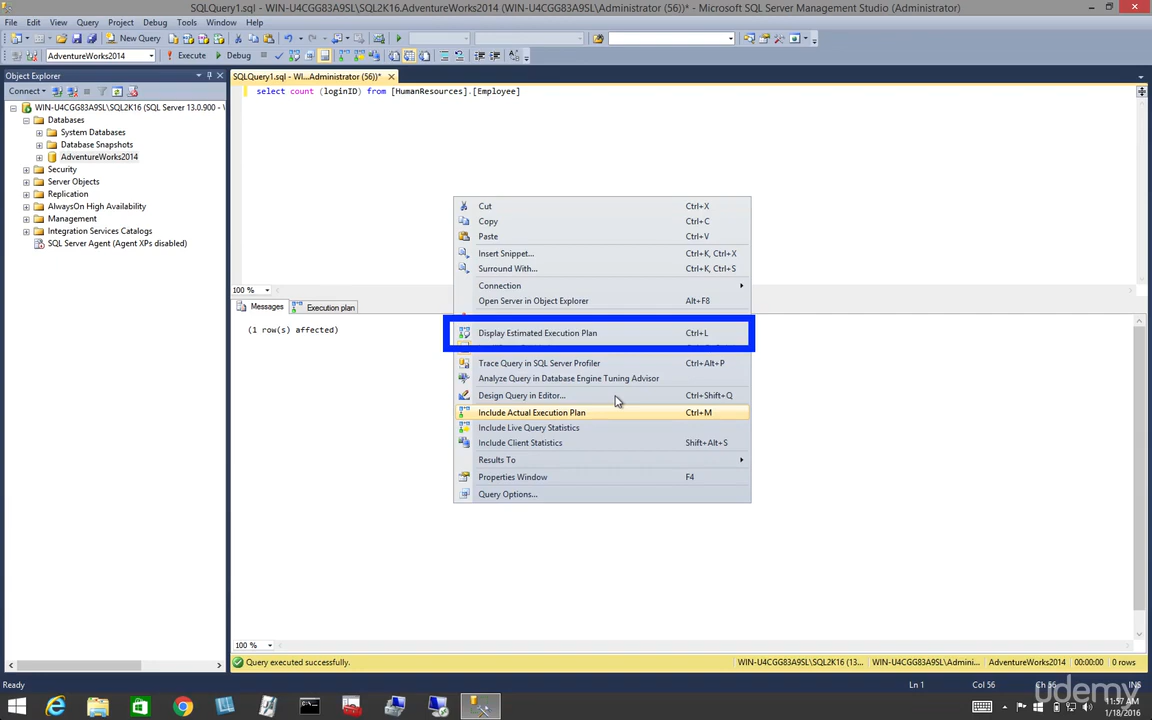 SQLQuery1.sql - WIN-U4CGG83A9SL\SQL2K16.AdventureWorks2014 (WIN-U4CGG83A9SL\Administrator (56))* - Microsoft SQL Server Management Studio (Administrator)
File Edit View Query Project Debug Tools Window Help
New Query
AdventureWorks2014 Execute Debug
Object Explorer
SQLQuery1.sql - WI...Administrator (56))*
Connect
select count (loginID) from [HumanResources].[Employee]
WIN-U4CGG83A9SL\SQL2K16 (SQL Server 13.0.900 -
Databases
System Databases
Database Snapshots
AdventureWorks2014
Security
Server Objects
Replication
AlwaysOn High Availability
Management
Integration Services Catalogs
SQL Server Agent (Agent XPs disabled)
Cut Ctrl+X
Copy Ctrl+C
Paste Ctrl+V
Insert Snippet... Ctrl+K, Ctrl+X
Surround With... Ctrl+K, Ctrl+S
Connection
Open Server in Object Explorer Alt+F8
Display Estimated Execution Plan Ctrl+L
Trace Query in SQL Server Profiler Ctrl+Alt+P
Analyze Query in Database Engine Tuning Advisor
Design Query in Editor... Ctrl+Shift+Q
Include Actual Execution Plan Ctrl+M
Include Live Query Statistics
Include Client Statistics Shift+Alt+S
Results To
Properties Window F4
Query Options...
100 %
Messages Execution plan
(1 row(s) affected)
100 %
Query executed successfully. WIN-U4CGG83A9SL\SQL2K16 (13... WIN-U4CGG83A9SL\Admini... AdventureWorks2014 00:00:00 0 rows
Ready Ln 1 Col 56 Ch 56 INS
udemy
11:57 AM
1/18/2016